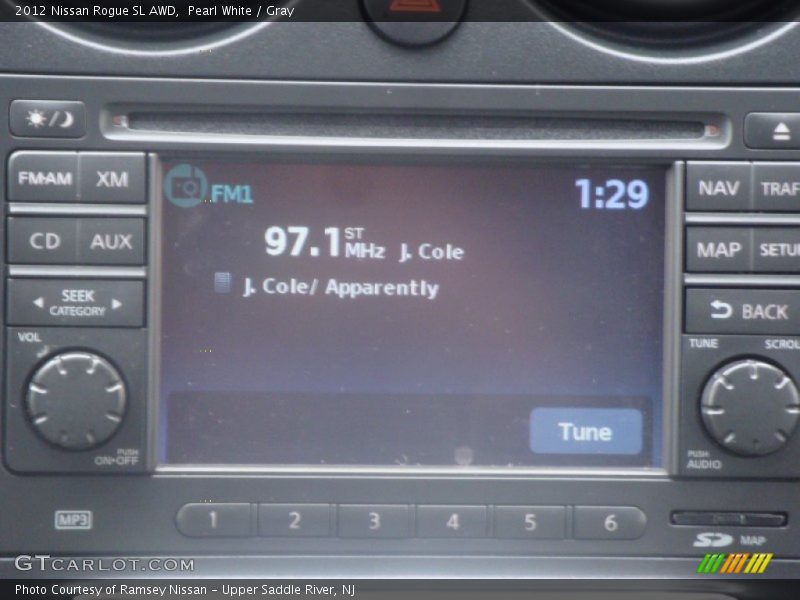 2012 Nissan Rogue SL AWD, Pearl White / Gray
FM·AM XM
FM1
1:29
NAV TRAF
CD AUX
97.1 ST MHz J. Cole
MAP SETU
J. Cole/ Apparently
SEEK
CATEGORY
BACK
VOL
TUNE SCROL
Tune
PUSH
ON·OFF
PUSH
AUDIO
MP3
1 2 3 4 5 6
SD MAP
GTCARLOT.COM
Photo Courtesy of Ramsey Nissan - Upper Saddle River, NJ